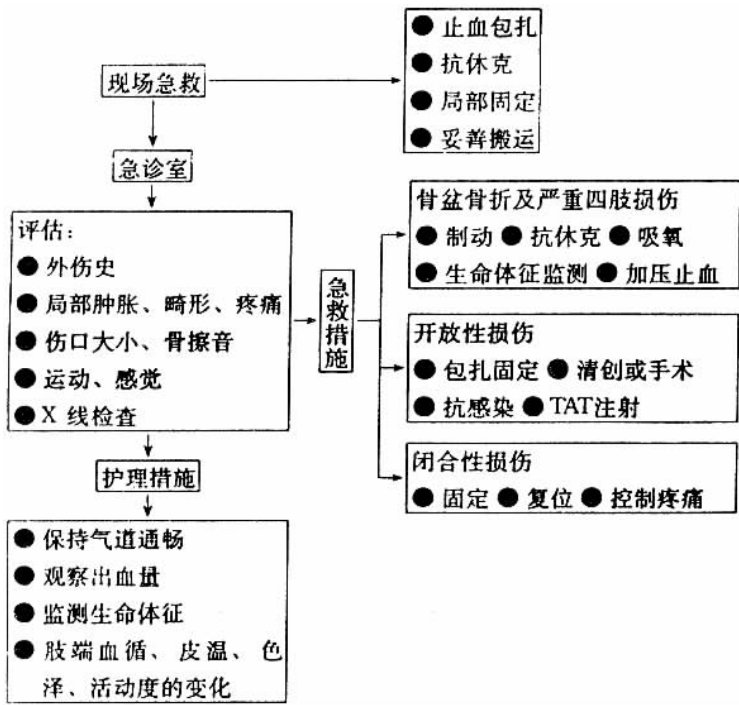 现场急救
● 止血包扎
● 抗休克
● 局部固定
● 妥善搬运
急诊室
评估:
● 外伤史
● 局部肿胀、畸形、疼痛
● 伤口大小、骨擦音
● 运动、感觉
● X 线检查
急救措施
骨盆骨折及严重四肢损伤
● 制动 ● 抗休克 ● 吸氧
● 生命体征监测 ● 加压止血
开放性损伤
● 包扎固定 ● 清创或手术
● 抗感染 ● TAT注射
闭合性损伤
● 固定 ● 复位 ● 控制疼痛
护理措施
● 保持气道通畅
● 观察出血量
● 监测生命体征
● 肢端血循、皮温、色
泽、活动度的变化